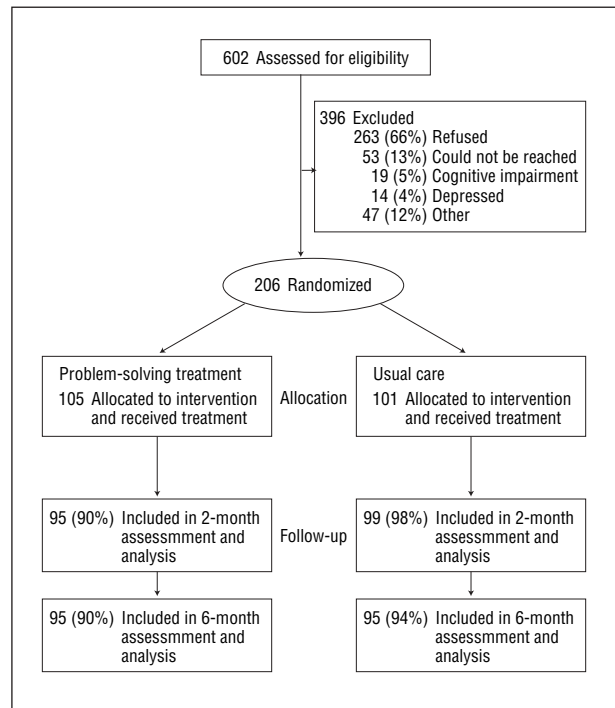 602 Assessed for eligibility
396 Excluded
263 (66%) Refused
53 (13%) Could not be reached
19 (5%) Cognitive impairment
14 (4%) Depressed
47 (12%) Other
206 Randomized
Problem-solving treatment
105 Allocated to intervention
and received treatment
Allocation
Usual care
101 Allocated to intervention
and received treatment
95 (90%) Included in 2-month
assessmment and
analysis
Follow-up
99 (98%) Included in 2-month
assessmment and
analysis
95 (90%) Included in 6-month
assessmment and
analysis
95 (94%) Included in 6-month
assessmment and
analysis